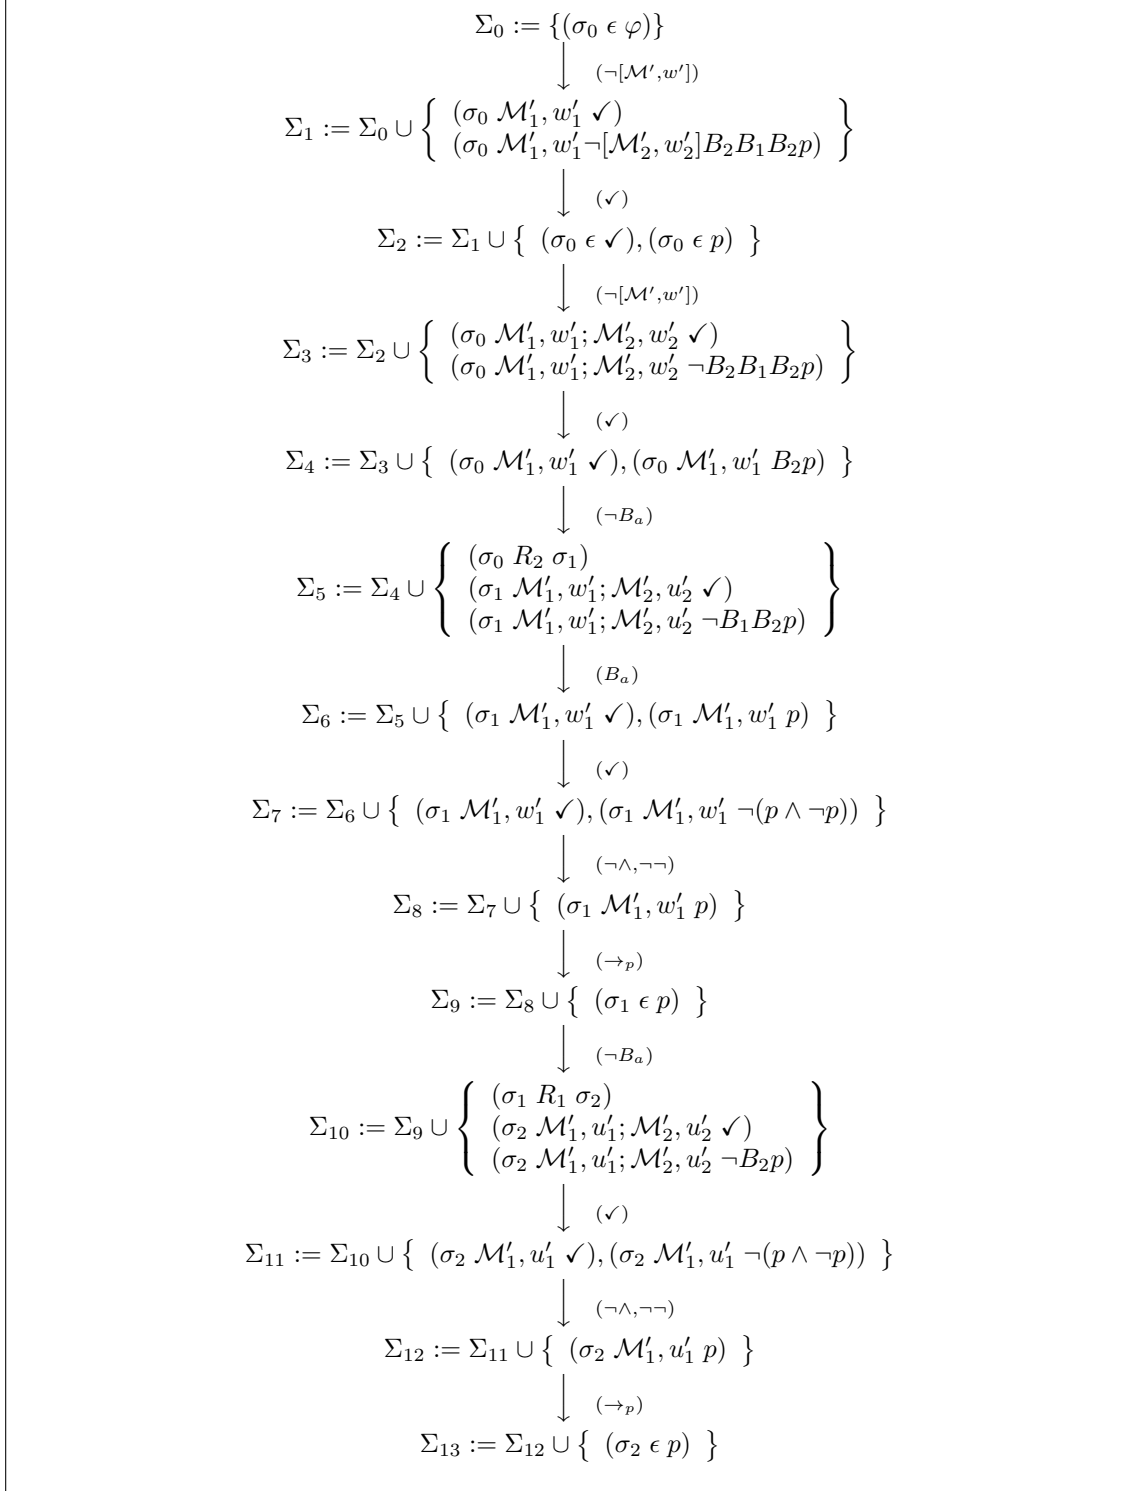 Σ₀ := {(σ₀ ϵ φ)}
(¬[ℳ′,w′])
Σ₁ := Σ₀ ∪ { (σ₀ ℳ′₁, w′₁ ✓)
(σ₀ ℳ′₁, w′₁¬[ℳ′₂, w′₂]B₂B₁B₂p) }
(✓)
Σ₂ := Σ₁ ∪ { (σ₀ ϵ ✓), (σ₀ ϵ p) }
(¬[ℳ′,w′])
Σ₃ := Σ₂ ∪ { (σ₀ ℳ′₁, w′₁; ℳ′₂, w′₂ ✓)
(σ₀ ℳ′₁, w′₁; ℳ′₂, w′₂ ¬B₂B₁B₂p) }
(✓)
Σ₄ := Σ₃ ∪ { (σ₀ ℳ′₁, w′₁ ✓), (σ₀ ℳ′₁, w′₁ B₂p) }
(¬Bₐ)
(σ₀ R₂ σ₁)
Σ₅ := Σ₄ ∪ { (σ₁ ℳ′₁, w′₁; ℳ′₂, u′₂ ✓) }
(σ₁ ℳ′₁, w′₁; ℳ′₂, u′₂ ¬B₁B₂p)
(Bₐ)
Σ₆ := Σ₅ ∪ { (σ₁ ℳ′₁, w′₁ ✓), (σ₁ ℳ′₁, w′₁ p) }
(✓)
Σ₇ := Σ₆ ∪ { (σ₁ ℳ′₁, w′₁ ✓), (σ₁ ℳ′₁, w′₁ ¬(p ∧ ¬p)) }
(¬∧,¬¬)
Σ₈ := Σ₇ ∪ { (σ₁ ℳ′₁, w′₁ p) }
(→ₚ)
Σ₉ := Σ₈ ∪ { (σ₁ ϵ p) }
(¬Bₐ)
(σ₁ R₁ σ₂)
Σ₁₀ := Σ₉ ∪ { (σ₂ ℳ′₁, u′₁; ℳ′₂, u′₂ ✓) }
(σ₂ ℳ′₁, u′₁; ℳ′₂, u′₂ ¬B₂p)
(✓)
Σ₁₁ := Σ₁₀ ∪ { (σ₂ ℳ′₁, u′₁ ✓), (σ₂ ℳ′₁, u′₁ ¬(p ∧ ¬p)) }
(¬∧,¬¬)
Σ₁₂ := Σ₁₁ ∪ { (σ₂ ℳ′₁, u′₁ p) }
(→ₚ)
Σ₁₃ := Σ₁₂ ∪ { (σ₂ ϵ p) }